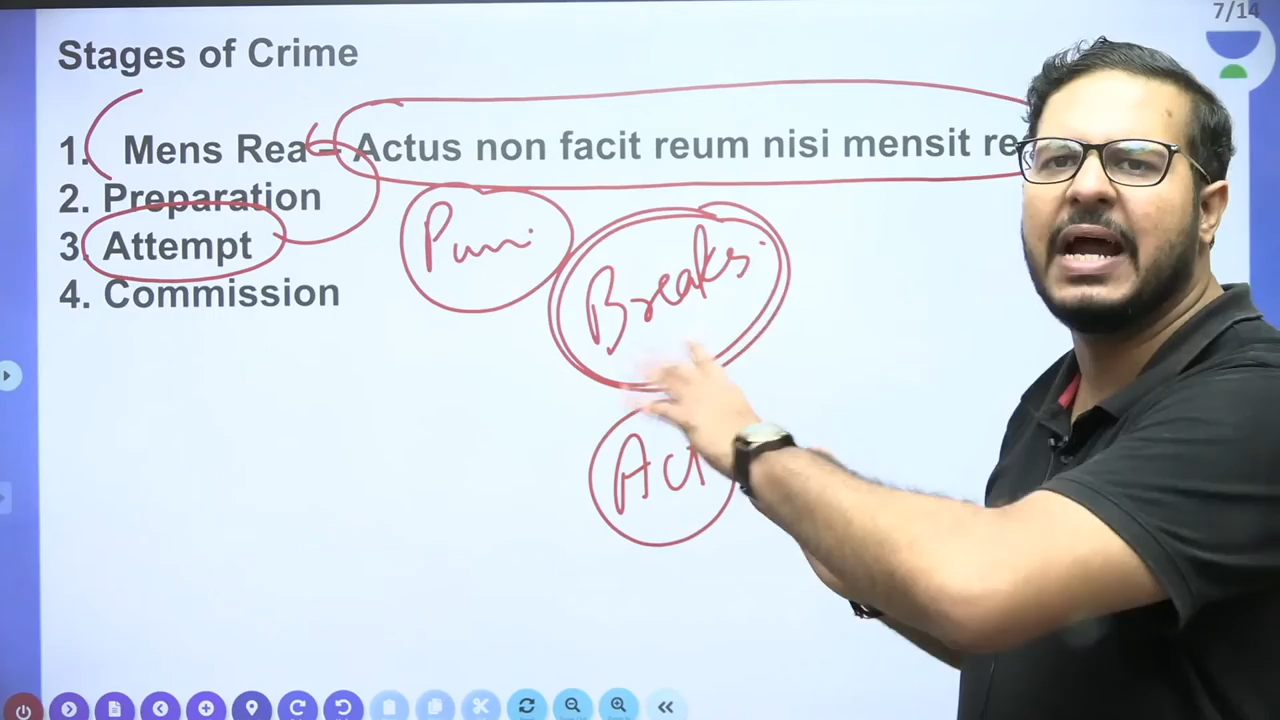 7/14
Stages of Crime
1. Mens Rea – Actus non facit reum nisi mensit re
2. Preparation
3. Attempt
4. Commission
Puni
Breaks
Act